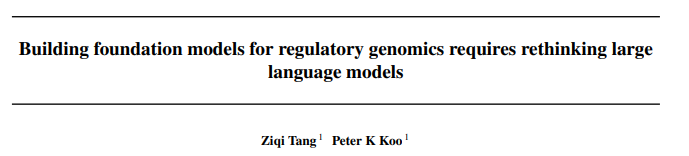 Building foundation models for regulatory genomics requires rethinking large
language models
Ziqi Tang 1 Peter K Koo 1